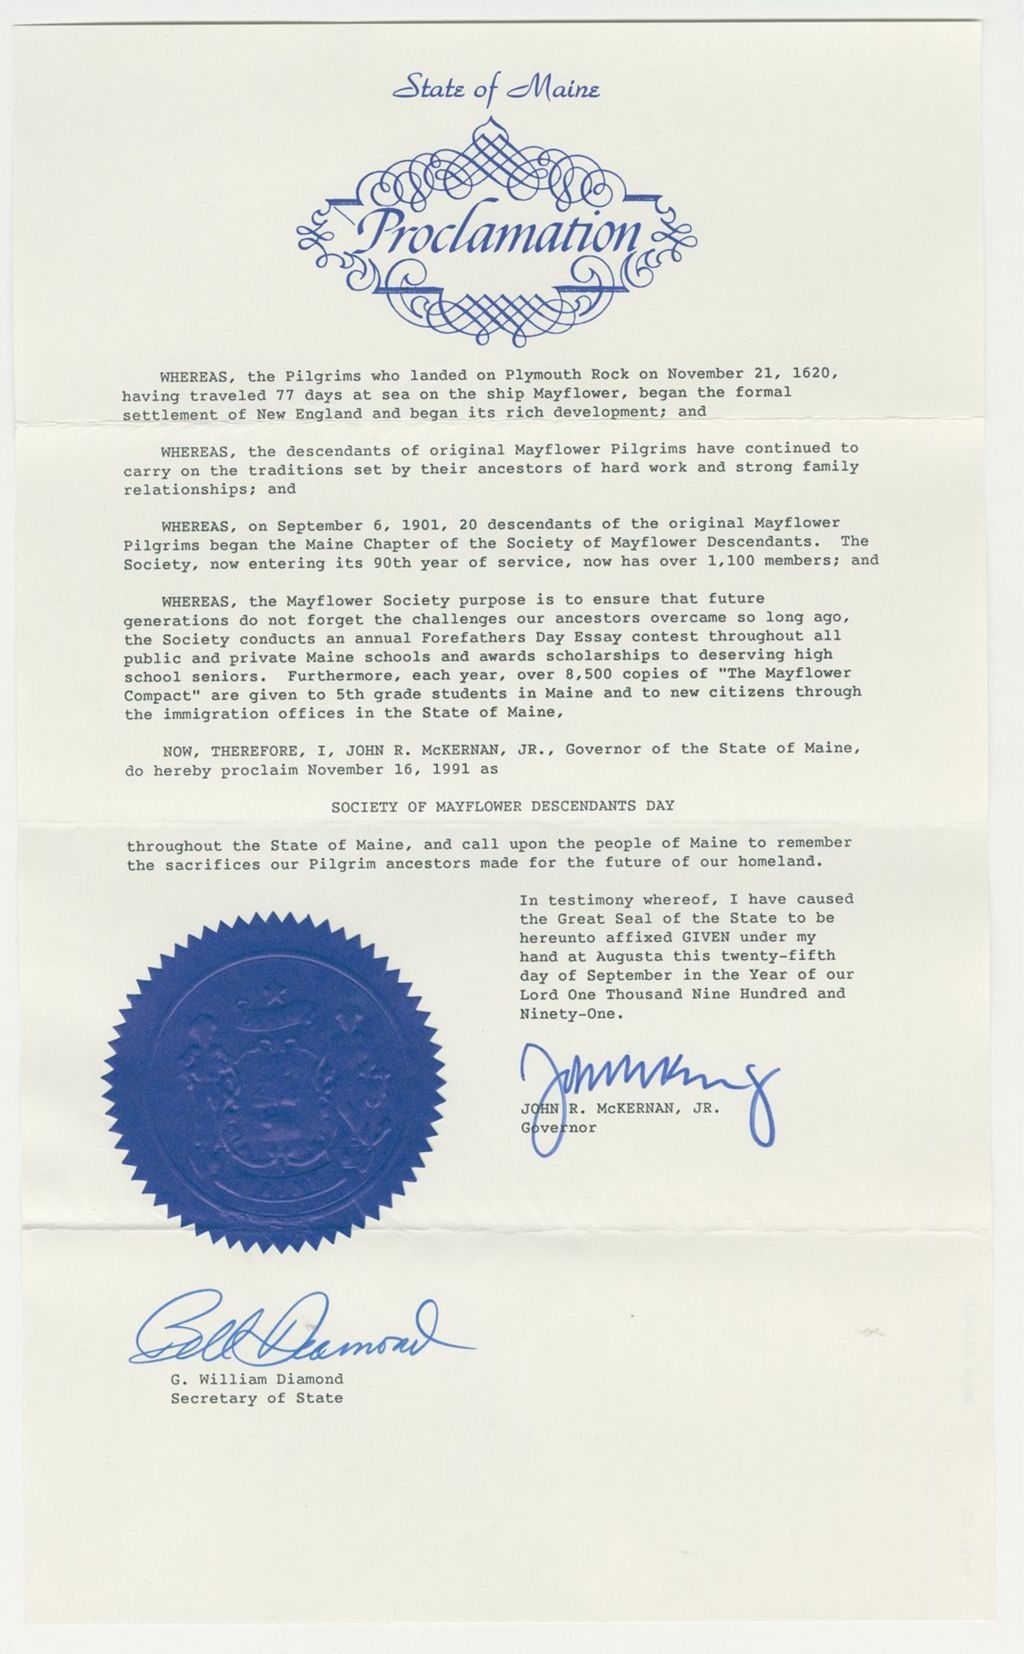 State of Maine
Proclamation
WHEREAS, the Pilgrims who landed on Plymouth Rock on November 21, 1620,
having traveled 77 days at sea on the ship Mayflower, began the formal
settlement of New England and began its rich development; and
WHEREAS, the descendants of original Mayflower Pilgrims have continued to
carry on the traditions set by their ancestors of hard work and strong family
relationships; and
WHEREAS, on September 6, 1901, 20 descendants of the original Mayflower
Pilgrims began the Maine Chapter of the Society of Mayflower Descendants. The
Society, now entering its 90th year of service, now has over 1,100 members; and
WHEREAS, the Mayflower Society purpose is to ensure that future
generations do not forget the challenges our ancestors overcame so long ago,
the Society conducts an annual Forefathers Day Essay contest throughout all
public and private Maine schools and awards scholarships to deserving high
school seniors. Furthermore, each year, over 8,500 copies of "The Mayflower
Compact" are given to 5th grade students in Maine and to new citizens through
the immigration offices in the State of Maine,
NOW, THEREFORE, I, JOHN R. McKERNAN, JR., Governor of the State of Maine,
do hereby proclaim November 16, 1991 as
SOCIETY OF MAYFLOWER DESCENDANTS DAY
throughout the State of Maine, and call upon the people of Maine to remember
the sacrifices our Pilgrim ancestors made for the future of our homeland.
In testimony whereof, I have caused
the Great Seal of the State to be
hereunto affixed GIVEN under my
hand at Augusta this twenty-fifth
day of September in the Year of our
Lord One Thousand Nine Hundred and
Ninety-One.
JOHN R. McKERNAN, JR.
Governor
Bill Diamond
G. William Diamond
Secretary of State